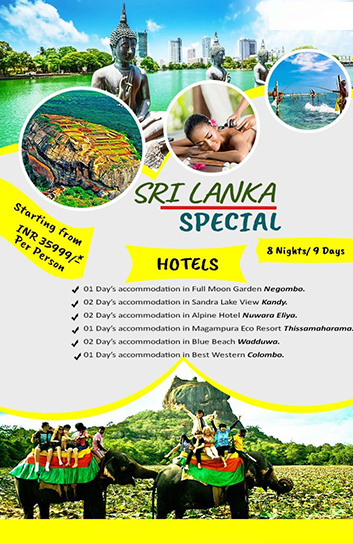 SRI LANKA
SPECIAL
Starting from
INR 35999/-*
Per Person
8 Nights/ 9 Days
HOTELS
01 Day's accommodation in Full Moon Garden Negombo.
02 Day's accommodation in Sandra Lake View Kandy.
02 Day's accommodation in Alpine Hotel Nuwara Eliya.
01 Day's accommodation in Magampura Eco Resort Thissamaharama.
02 Day's accommodation in Blue Beach Wadduwa.
01 Day's accommodation in Best Western Colombo.